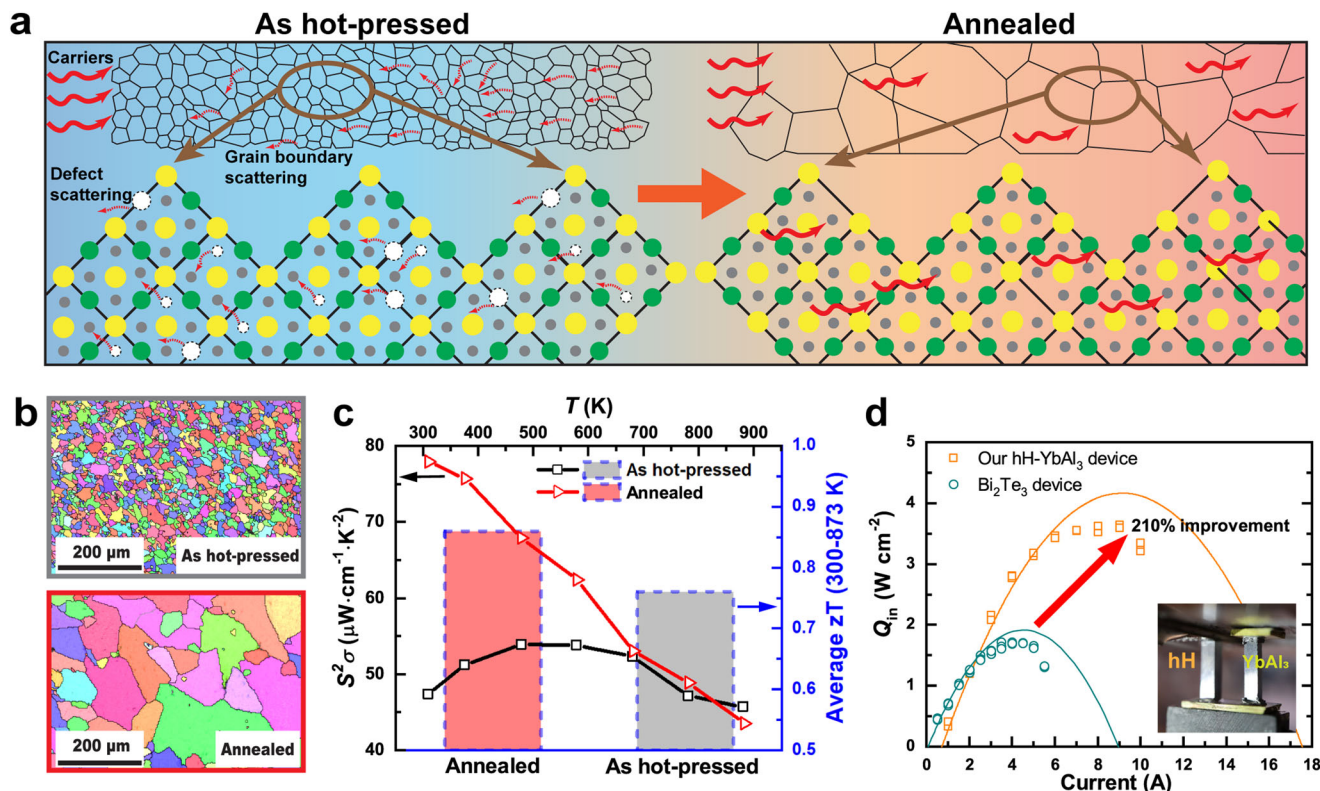 a
As hot-pressed
Annealed
Carriers
Grain boundary
scattering
Defect
scattering
b
200 µm
As hot-pressed
200 µm
Annealed
c
T (K)
300 400 500 600 700 800 900
80
70
60
50
40
S²σ (µW·cm⁻¹·K⁻²)
As hot-pressed
Annealed
1.0
0.9
0.8
0.7
0.6
0.5
Average zT (300-873 K)
Annealed
As hot-pressed
d
5
4
3
2
1
0
Q_in (W cm⁻²)
Our hH-YbAl₃ device
Bi₂Te₃ device
210% improvement
hH
YbAl₃
0 2 4 6 8 10 12 14 16 18
Current (A)